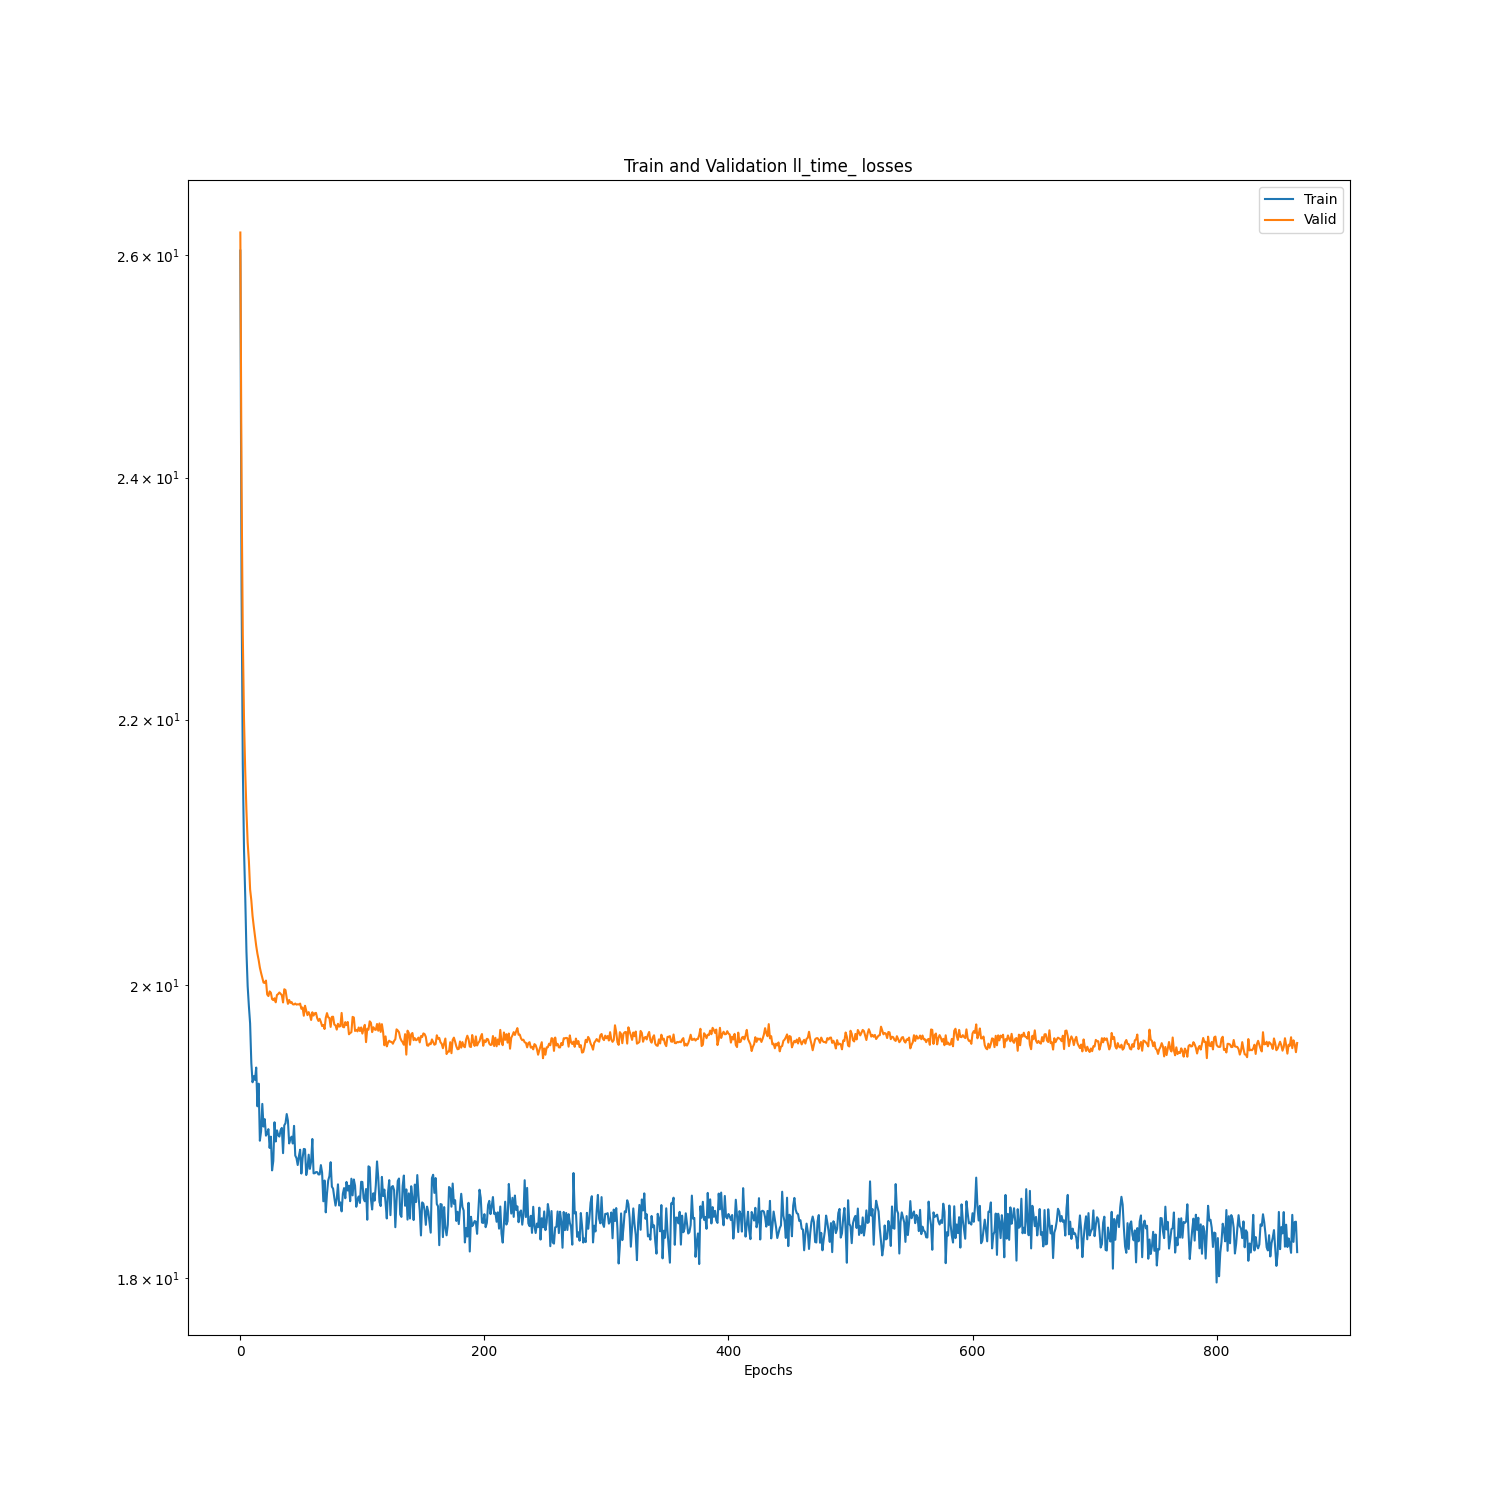 Train and Validation ll_time_ losses
Train
Valid
2.6 × 10¹
2.4 × 10¹
2.2 × 10¹
2 × 10¹
1.8 × 10¹
0 200 400 600 800
Epochs